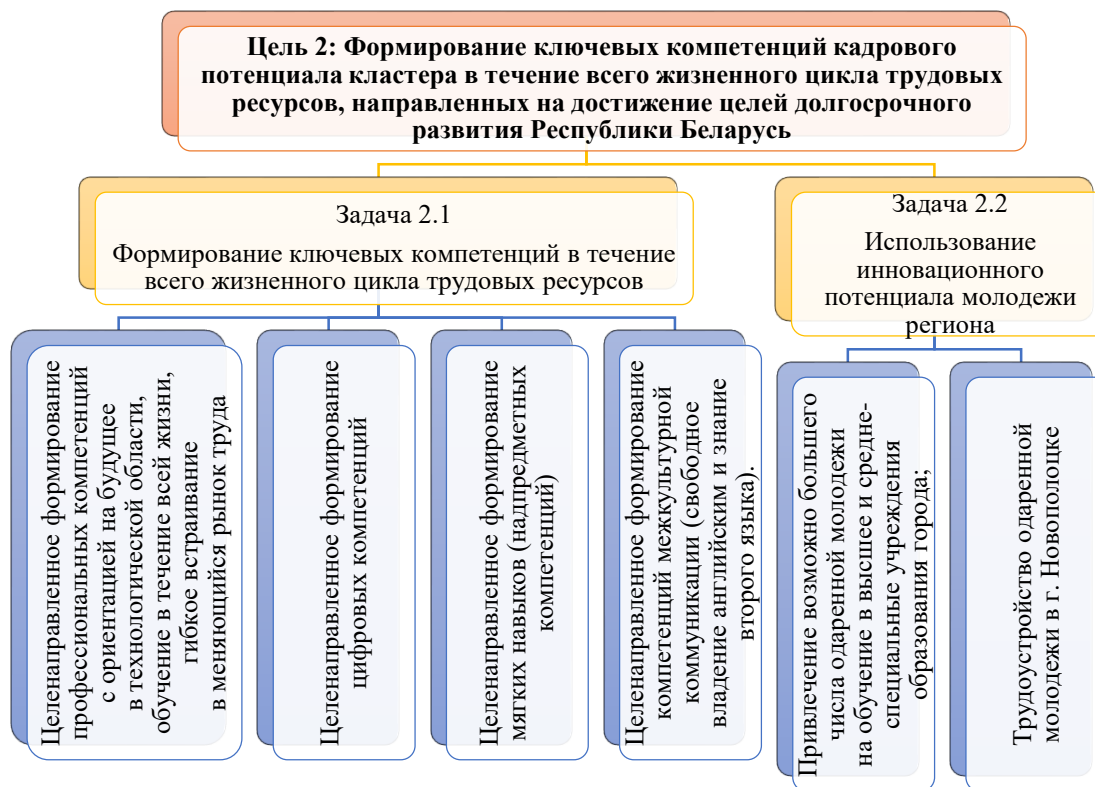 Цель 2: Формирование ключевых компетенций кадрового
потенциала кластера в течение всего жизненного цикла трудовых
ресурсов, направленных на достижение целей долгосрочного
развития Республики Беларусь
Задача 2.1
Формирование ключевых компетенций в течение
всего жизненного цикла трудовых ресурсов
Задача 2.2
Использование
инновационного
потенциала молодежи
региона
Целенаправленное формирование
профессиональных компетенций
с ориентацией на будущее
в технологической области,
обучение в течение всей жизни,
гибкое встраивание
в меняющийся рынок труда
Целенаправленное формирование
цифровых компетенций
Целенаправленное формирование
мягких навыков (надпредметных
компетенций)
Целенаправленное формирование
компетенций межкультурной
коммуникации (свободное
владение английским и знание
второго языка).
Привлечение возможно большего
числа одаренной молодежи
на обучение в высшее и средне-
специальные учреждения
образования города;
Трудоустройство одаренной
молодежи в г. Новополоцке